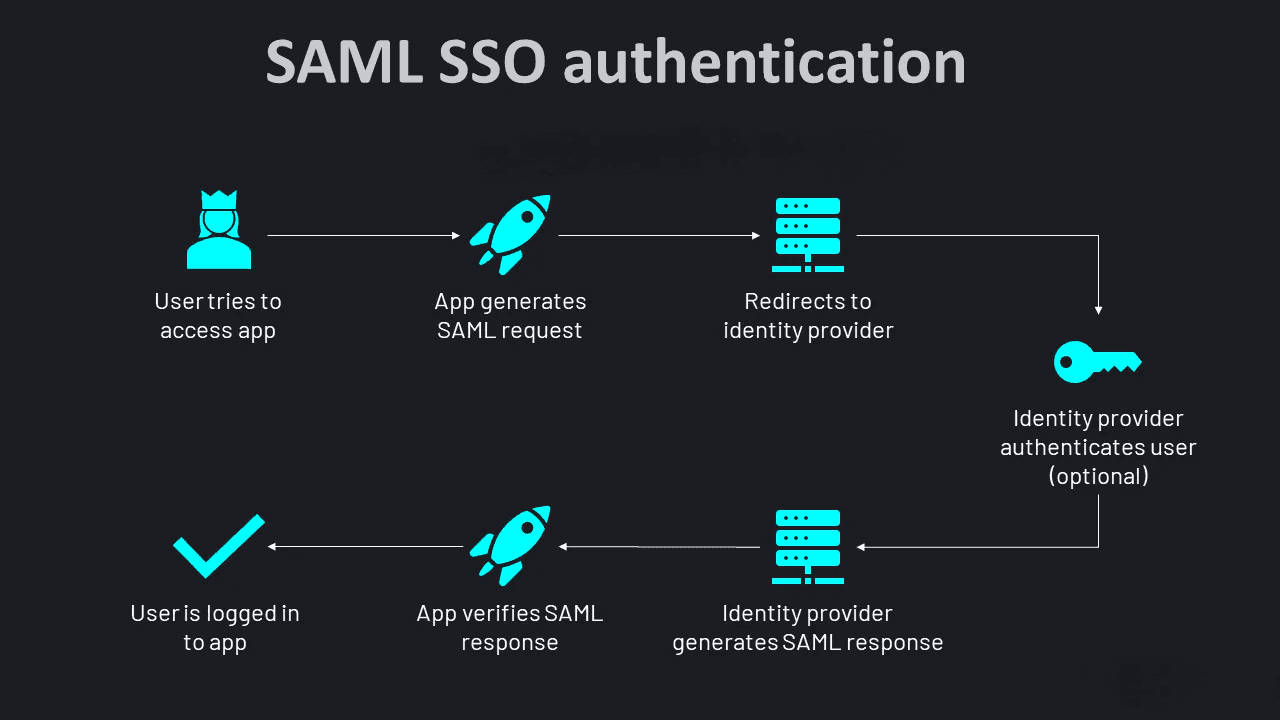 SAML SSO authentication
User tries to
access app
App generates
SAML request
Redirects to
identity provider
Identity provider
authenticates user
(optional)
User is logged in
to app
App verifies SAML
response
Identity provider
generates SAML response